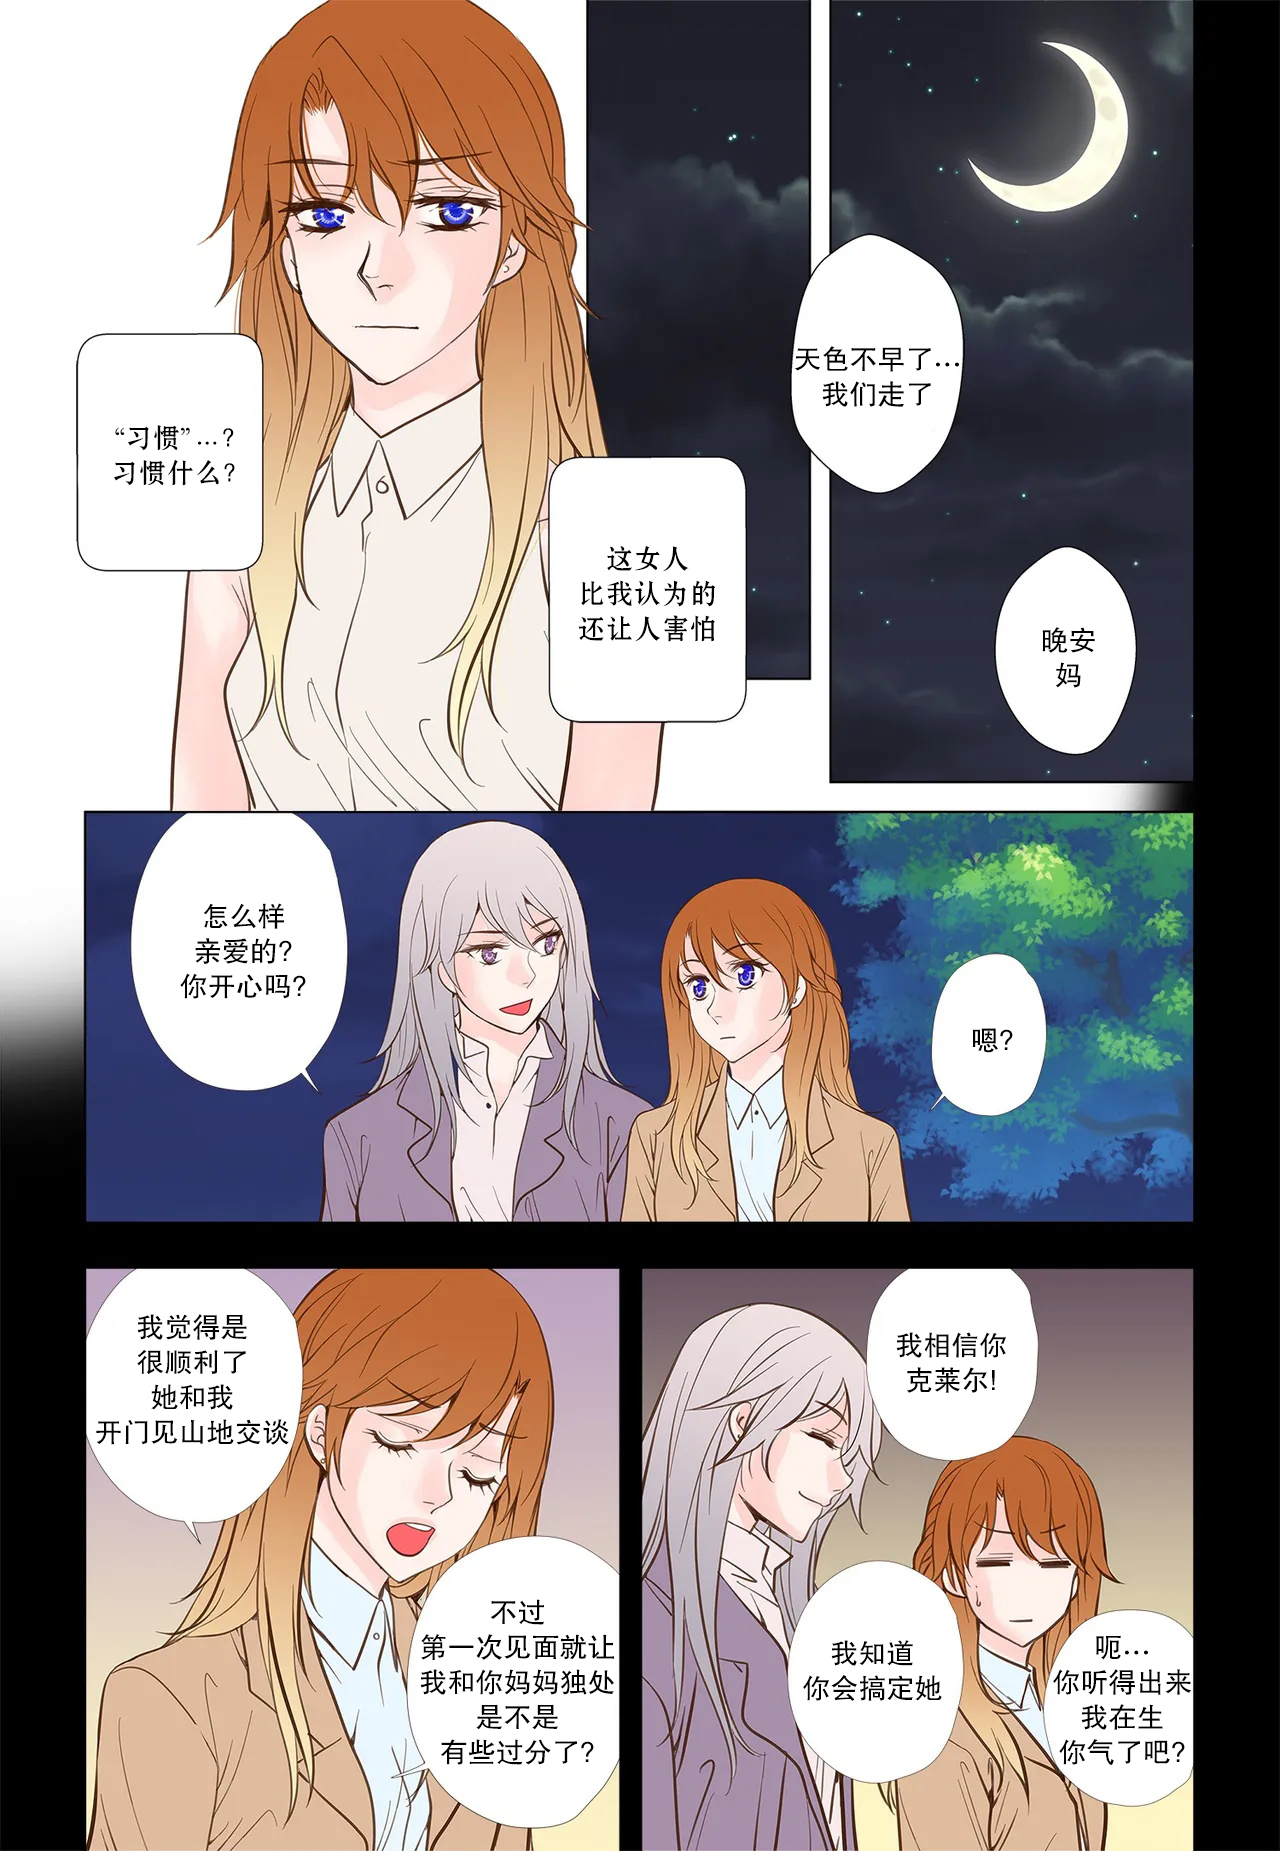 “习惯”…?
习惯什么?
这女人
比我认为的
还让人害怕
天色不早了…
我们走了
晚安
妈
怎么样
亲爱的?
你开心吗?
嗯?
我觉得是
很顺利了
她和我
开门见山地交谈
不过
第一次见面就让
我和你妈妈独处
是不是
有些过分了?
我相信你
克莱尔!
我知道
你会搞定她
呃…
你听得出来
我在生
你气了吧?